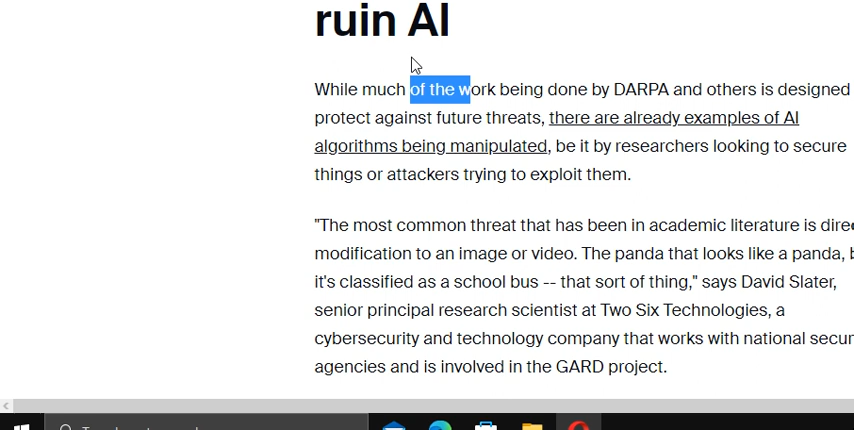 ruin AI
While much of the work being done by DARPA and others is designed
protect against future threats, there are already examples of AI
algorithms being manipulated, be it by researchers looking to secure
things or attackers trying to exploit them.
"The most common threat that has been in academic literature is
modification to an image or video. The panda that looks like a panda,
it's classified as a school bus -- that sort of thing," says David Slater,
senior principal research scientist at Two Six Technologies, a
cybersecurity and technology company that works with national
agencies and is involved in the GARD project.